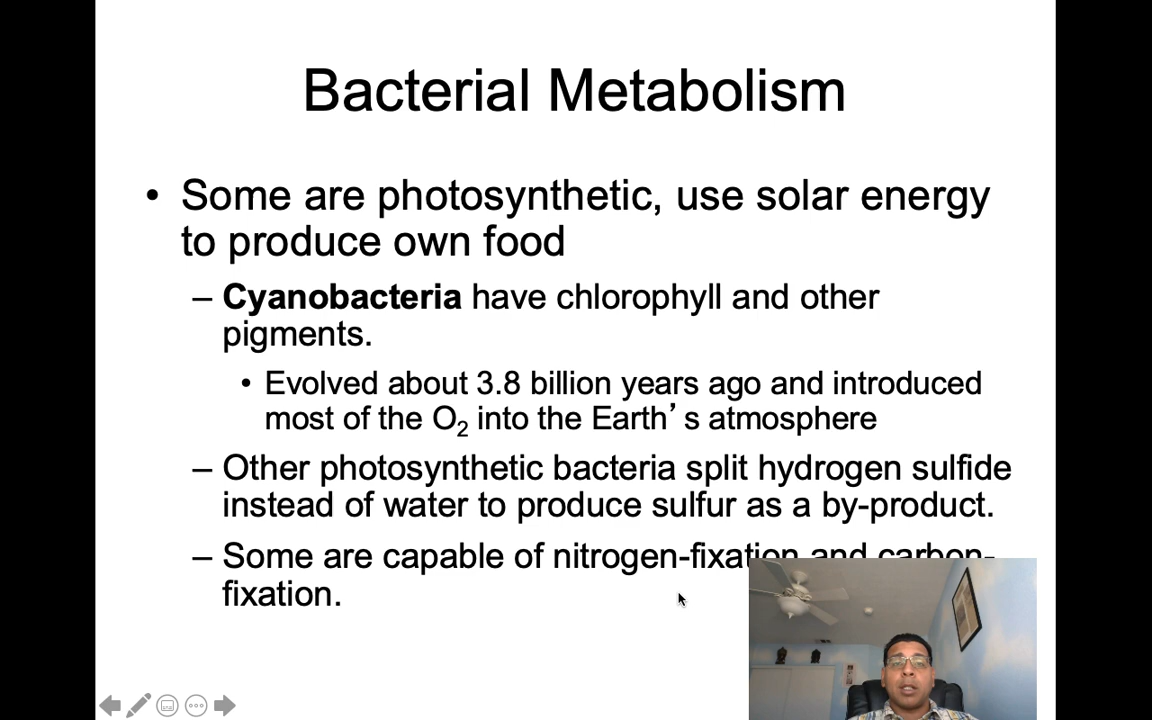 Bacterial Metabolism
• Some are photosynthetic, use solar energy
to produce own food
– Cyanobacteria have chlorophyll and other
pigments.
• Evolved about 3.8 billion years ago and introduced
most of the O₂ into the Earth’s atmosphere
– Other photosynthetic bacteria split hydrogen sulfide
instead of water to produce sulfur as a by-product.
– Some are capable of nitrogen-fixation and carbon-
fixation.